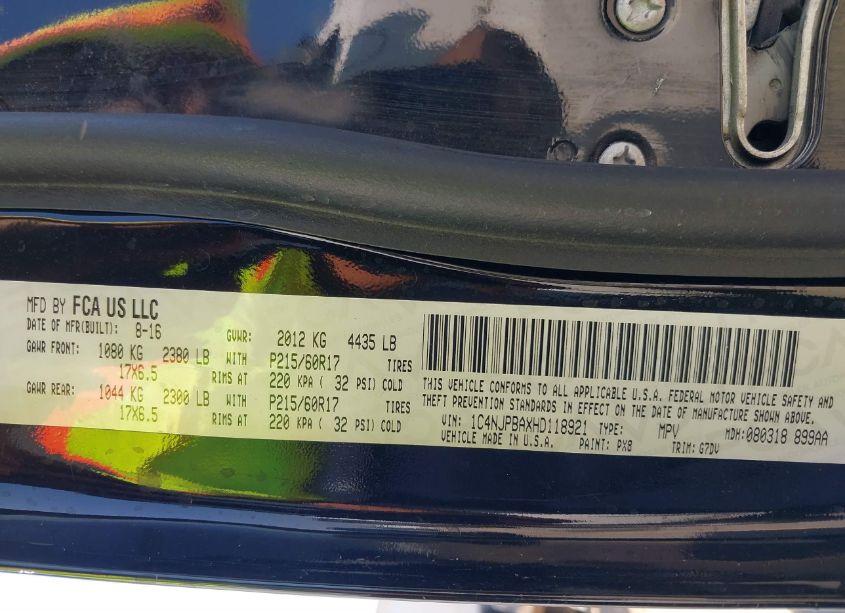 MFD BY FCA US LLC
DATE OF MFR(BUILT): 8-16 GVWR: 2012 KG 4435 LB
GAWR FRONT: 1080 KG 2380 LB WITH P215/60R17 TIRES
17X6.5 RIMS AT 220 KPA ( 32 PSI) COLD
GAWR REAR: 1044 KG 2300 LB WITH P215/60R17 TIRES
17X6.5 RIMS AT 220 KPA ( 32 PSI) COLD
THIS VEHICLE CONFORMS TO ALL APPLICABLE U.S.A. FEDERAL MOTOR VEHICLE SAFETY AND
THEFT PREVENTION STANDARDS IN EFFECT ON THE DATE OF MANUFACTURE SHOWN ABOVE.
VIN: 1C4NJPBAXHD118921 TYPE: MPV MDH:080318 899AA
VEHICLE MADE IN U.S.A. PAINT: PX8 TRIM: G7DV